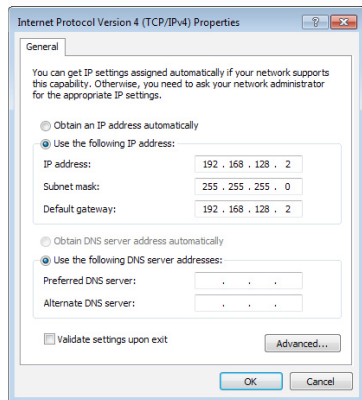 Internet Protocol Version 4 (TCP/IPv4) Properties
General
You can get IP settings assigned automatically if your network supports
this capability. Otherwise, you need to ask your network administrator
for the appropriate IP settings.
Obtain an IP address automatically
Use the following IP address:
IP address: 192 . 168 . 128 . 2
Subnet mask: 255 . 255 . 255 . 0
Default gateway: 192 . 168 . 128 . 2
Obtain DNS server address automatically
Use the following DNS server addresses:
Preferred DNS server: . . .
Alternate DNS server: . . .
Validate settings upon exit
Advanced...
OK Cancel